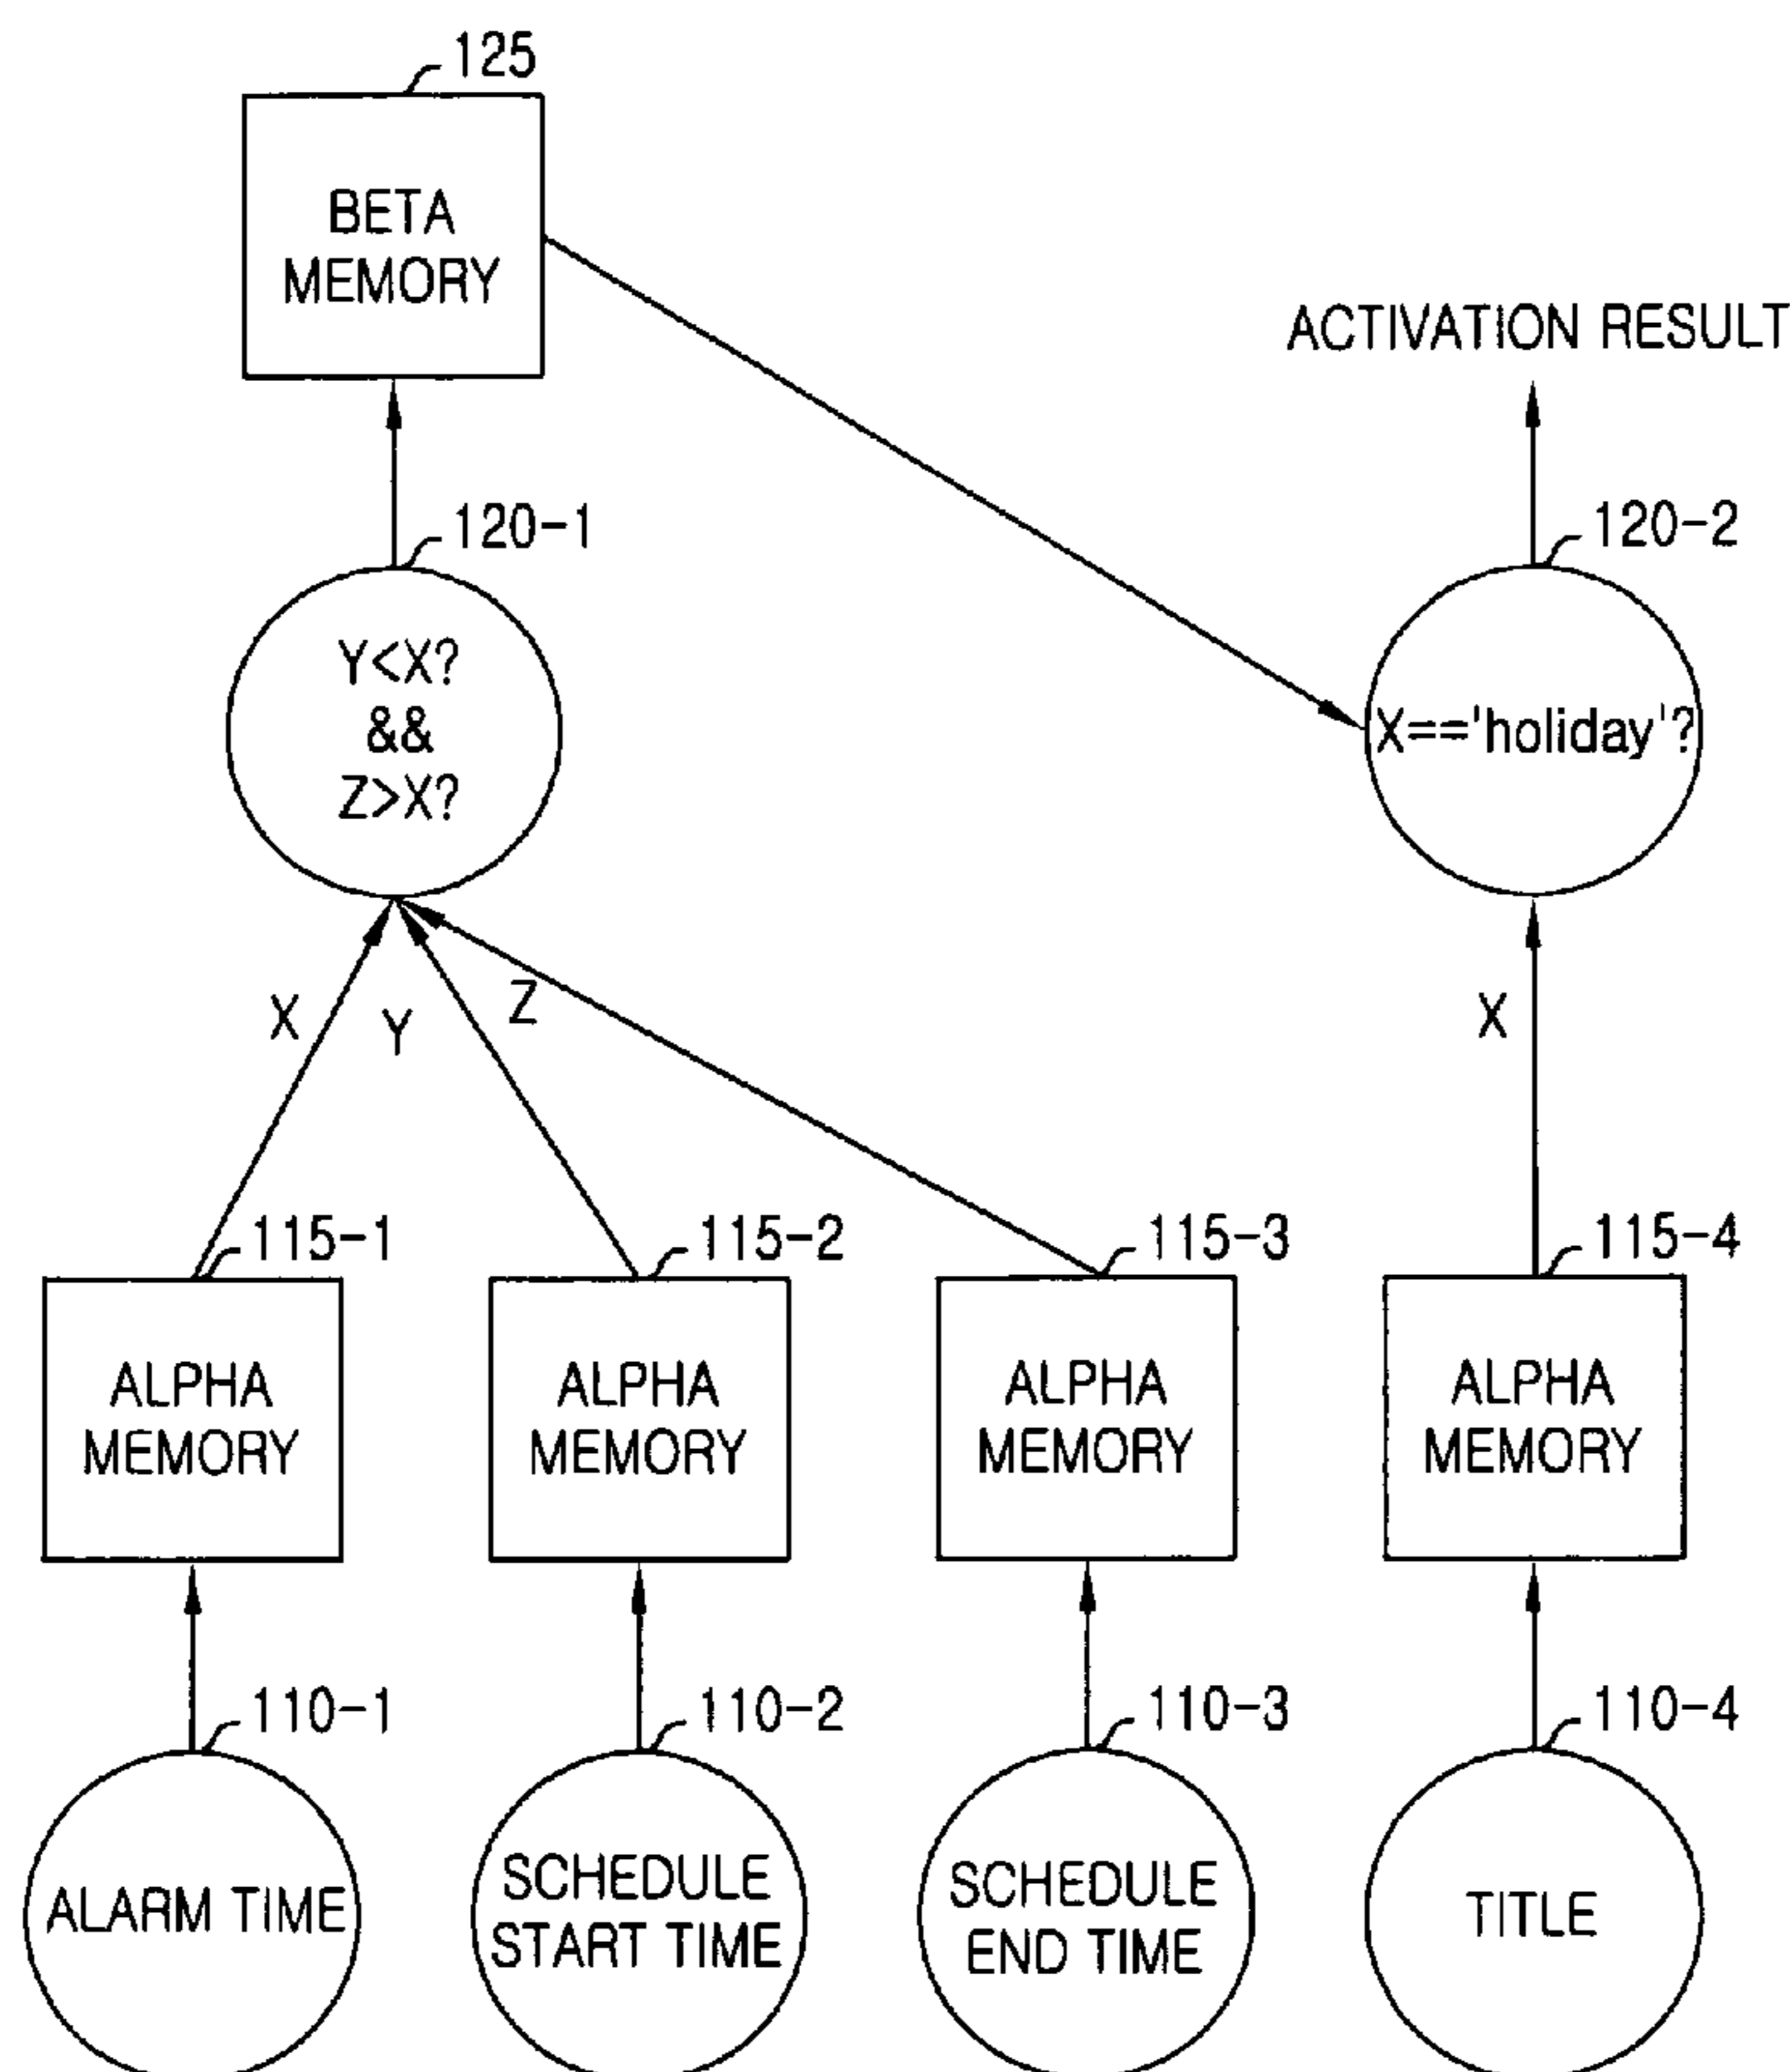 125
BETA
MEMORY
ACTIVATION RESULT
120-1
120-2
Y<X?
&&
Z>X?
X=='holiday'?
X
Y
Z
X
115-1
115-2
115-3
115-4
ALPHA
MEMORY
ALPHA
MEMORY
ALPHA
MEMORY
ALPHA
MEMORY
110-1
110-2
110-3
110-4
ALARM TIME
SCHEDULE
START TIME
SCHEDULE
END TIME
TITLE